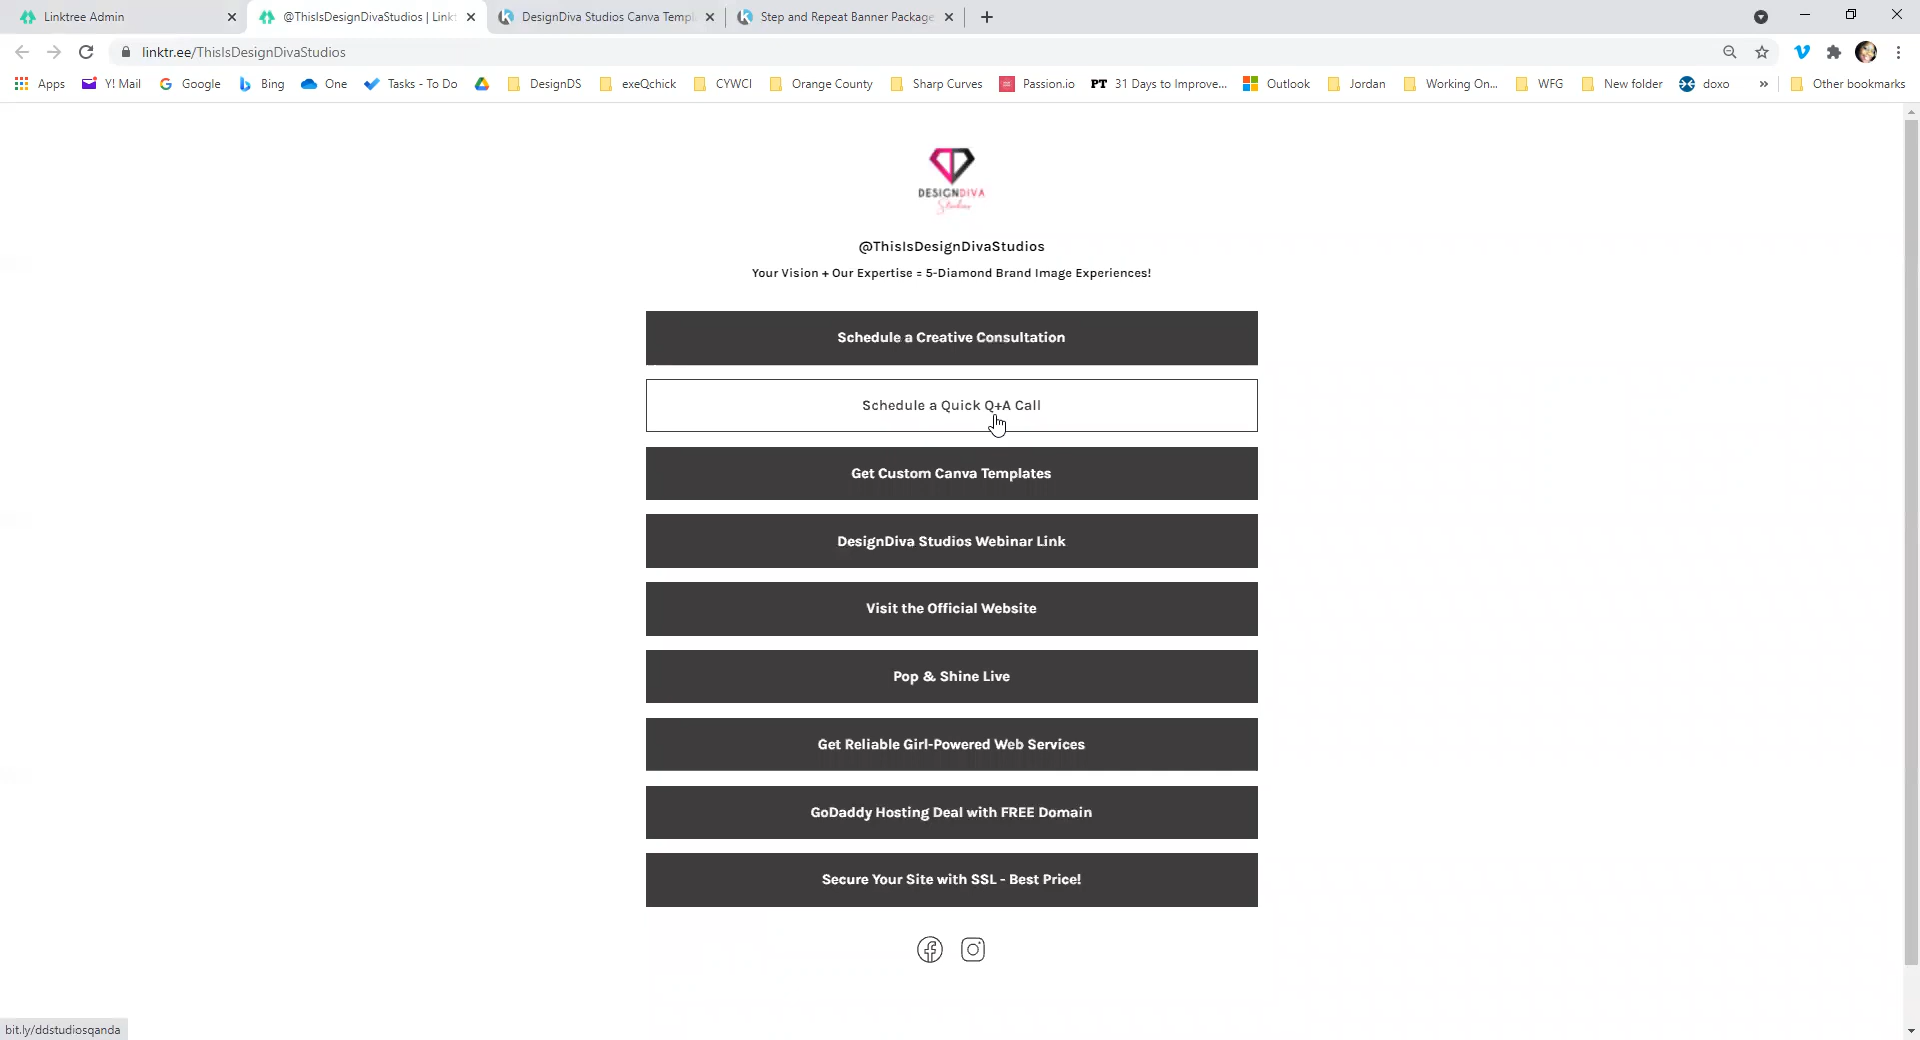 Linktree Admin
@ThisIsDesignDivaStudios | Linkt
DesignDiva Studios Canva Templ
Step and Repeat Banner Package
linktr.ee/ThisIsDesignDivaStudios
Apps
Y! Mail
Google
Bing
One
Tasks - To Do
DesignDS
exeQchick
CYWCI
Orange County
Sharp Curves
Passion.io
PT 31 Days to Improve...
Outlook
Jordan
Working On...
WFG
New folder
doxo
»
Other bookmarks
DESIGNDIVA
Studios
@ThisIsDesignDivaStudios
Your Vision + Our Expertise = 5-Diamond Brand Image Experiences!
Schedule a Creative Consultation
Schedule a Quick Q+A Call
Get Custom Canva Templates
DesignDiva Studios Webinar Link
Visit the Official Website
Pop & Shine Live
Get Reliable Girl-Powered Web Services
GoDaddy Hosting Deal with FREE Domain
Secure Your Site with SSL - Best Price!
bit.ly/ddstudiosqanda